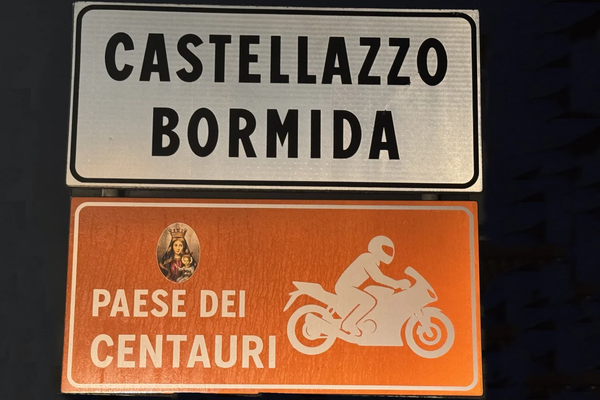 CASTELLAZZO
BORMIDA
PAESE DEI
CENTAURI